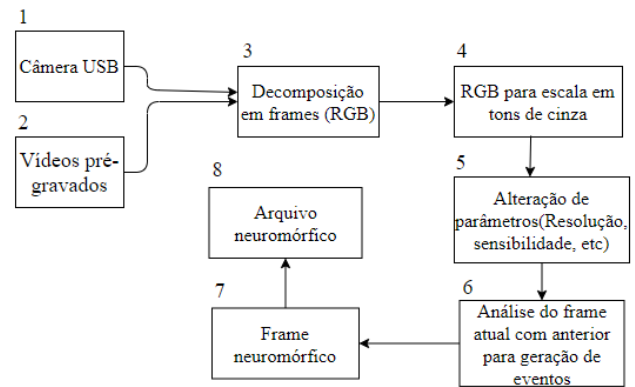 1
Câmera USB
2
Vídeos pré-
gravados
3
Decomposição
em frames (RGB)
4
RGB para escala em
tons de cinza
5
Alteração de
parâmetros(Resolução,
sensibilidade, etc)
6
Análise do frame
atual com anterior
para geração de
eventos
7
Frame
neuromórfico
8
Arquivo
neuromórfico